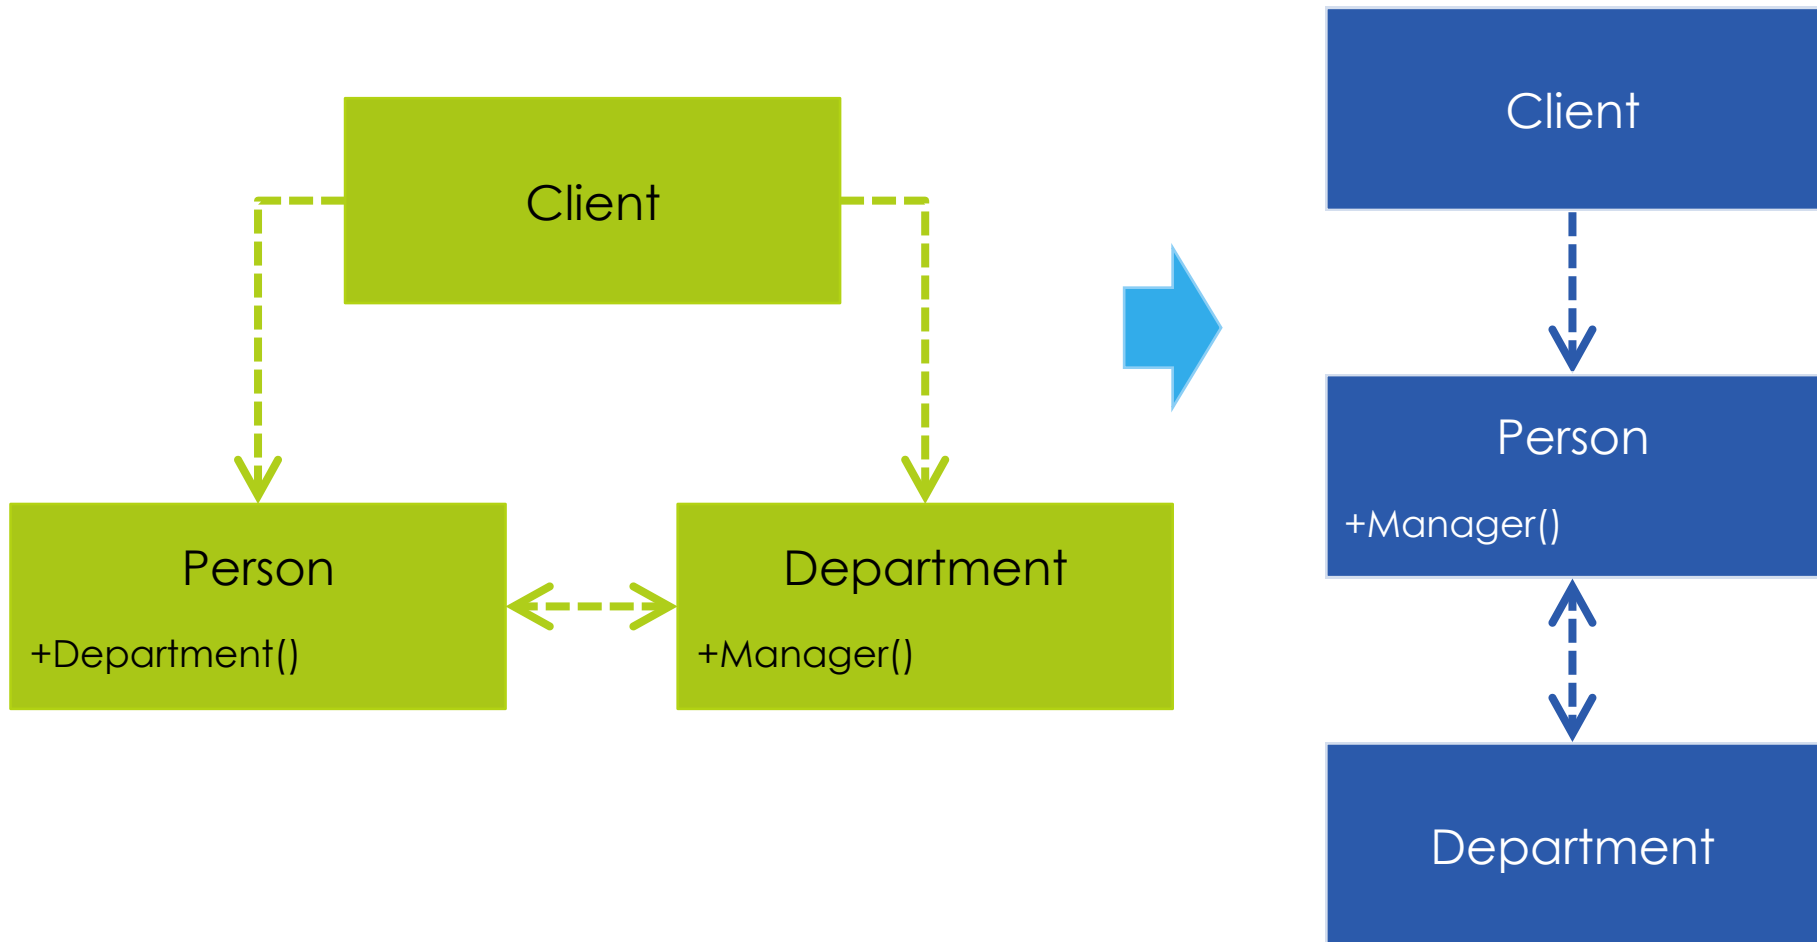 Client
Person
+Department()
Department
+Manager()
Client
Person
+Manager()
Department